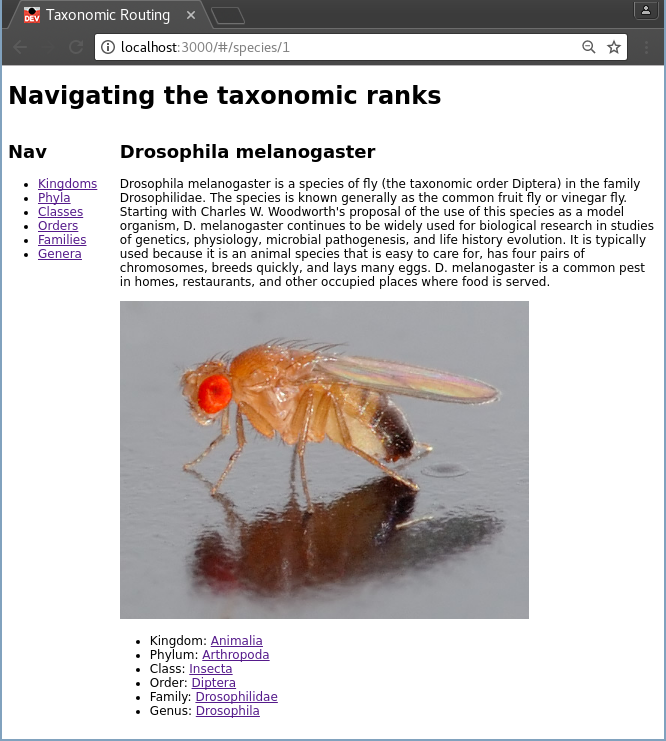 DEV
Taxonomic Routing
localhost:3000/#/species/1
Navigating the taxonomic ranks
Nav
Kingdoms
Phyla
Classes
Orders
Families
Genera
Drosophila melanogaster
Drosophila melanogaster is a species of fly (the taxonomic order Diptera) in the family
Drosophilidae. The species is known generally as the common fruit fly or vinegar fly.
Starting with Charles W. Woodworth's proposal of the use of this species as a model
organism, D. melanogaster continues to be widely used for biological research in studies
of genetics, physiology, microbial pathogenesis, and life history evolution. It is typically
used because it is an animal species that is easy to care for, has four pairs of
chromosomes, breeds quickly, and lays many eggs. D. melanogaster is a common pest
in homes, restaurants, and other occupied places where food is served.
Kingdom: Animalia
Phylum: Arthropoda
Class: Insecta
Order: Diptera
Family: Drosophilidae
Genus: Drosophila